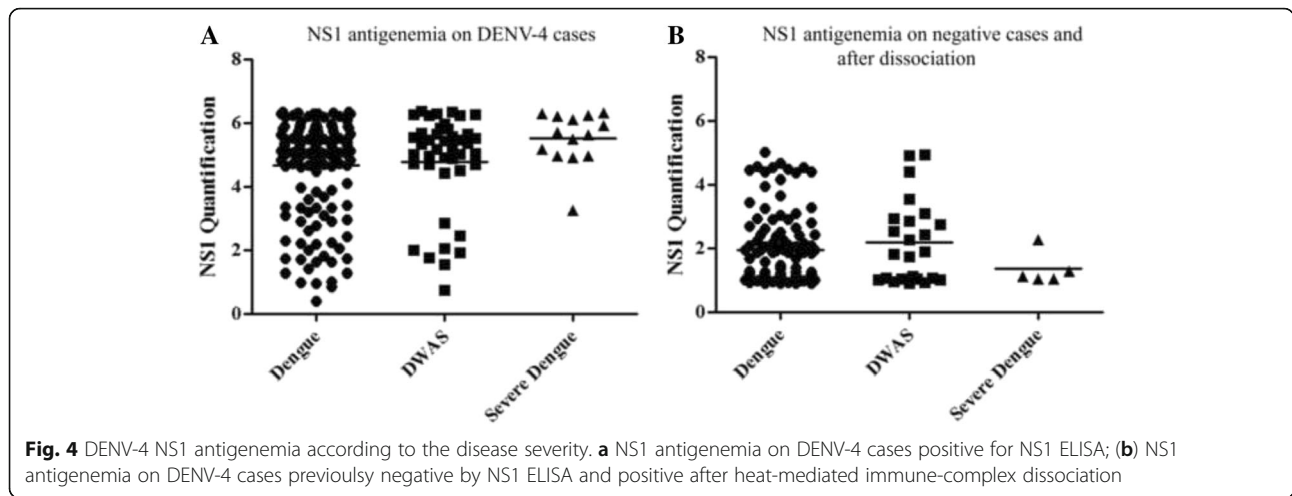 A
NS1 antigenemia on DENV-4 cases
NS1 Quantification
8
6
4
2
0
Dengue
DWAS
Severe Dengue
B
NS1 antigenemia on negative cases and
after dissociation
NS1 Quantification
8
6
4
2
0
Dengue
DWAS
Severe Dengue
Fig. 4 DENV-4 NS1 antigenemia according to the disease severity. a NS1 antigenemia on DENV-4 cases positive for NS1 ELISA; (b) NS1
antigenemia on DENV-4 cases previoulsy negative by NS1 ELISA and positive after heat-mediated immune-complex dissociation